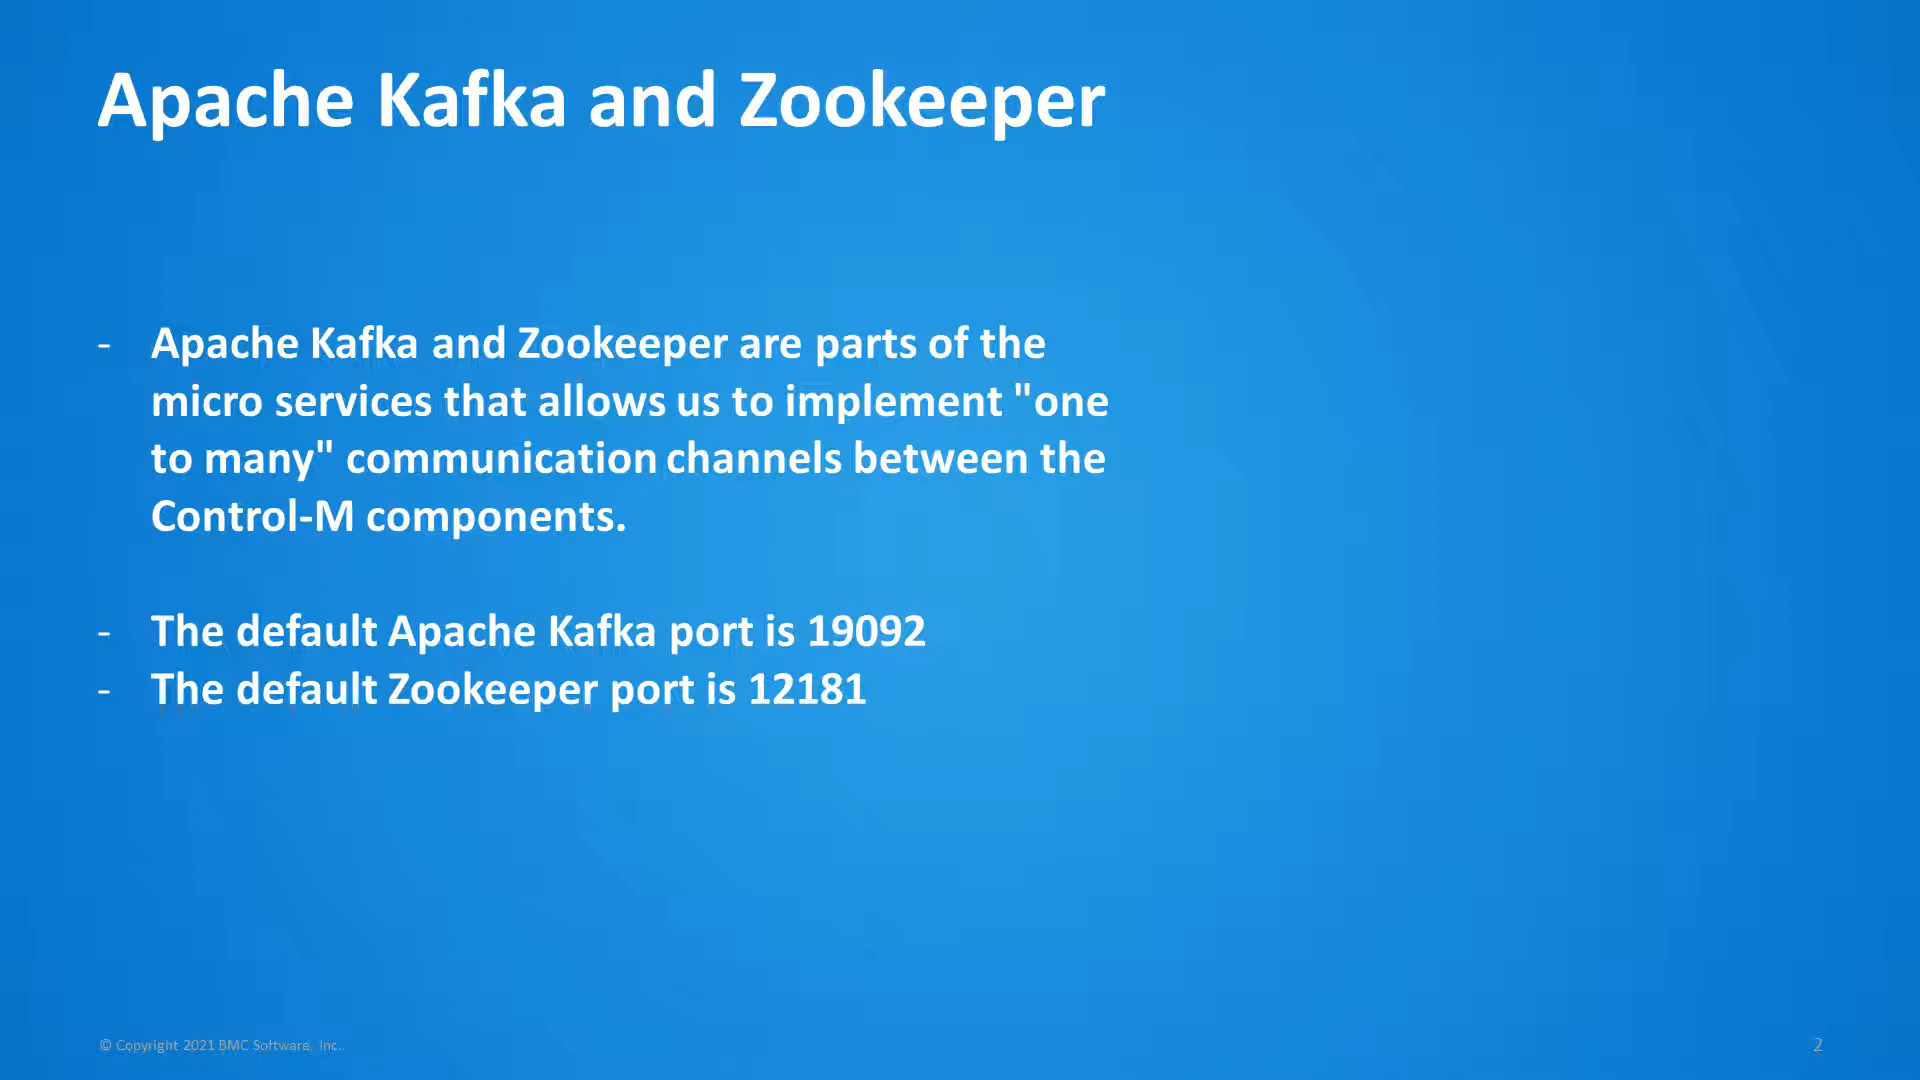 Apache Kafka and Zookeeper
- Apache Kafka and Zookeeper are parts of the
micro services that allows us to implement "one
to many" communication channels between the
Control-M components.
- The default Apache Kafka port is 19092
- The default Zookeeper port is 12181
© Copyright 2021 BMC Software, Inc..
2